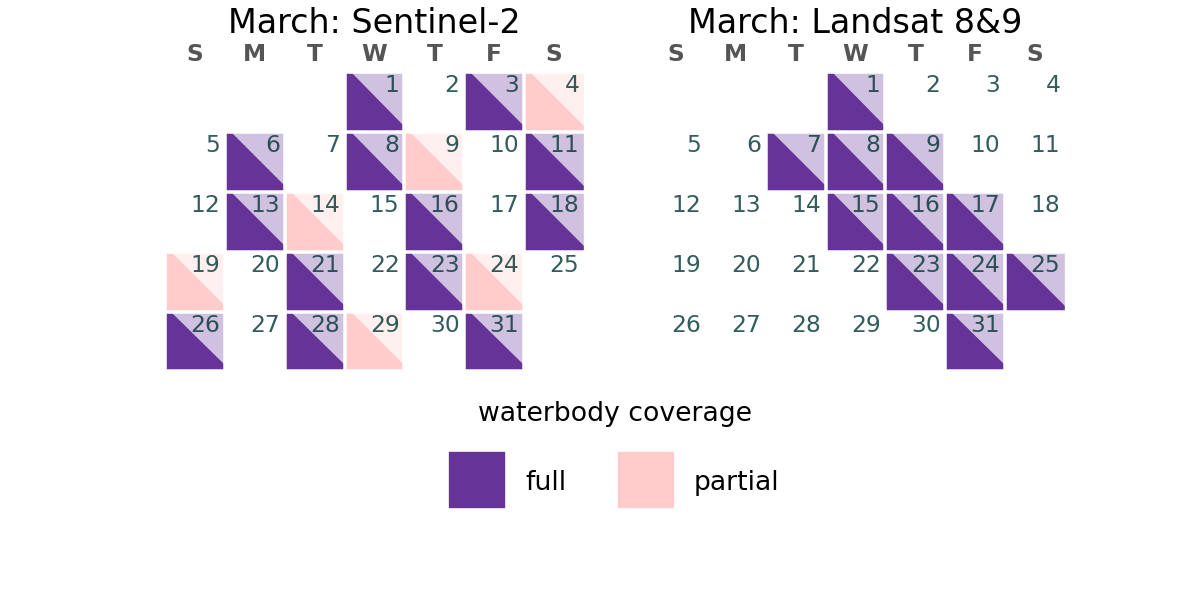 March: Sentinel-2
S M T W T F S
1 2 3 4
5 6 7 8 9 10 11
12 13 14 15 16 17 18
19 20 21 22 23 24 25
26 27 28 29 30 31
March: Landsat 8&9
S M T W T F S
1 2 3 4
5 6 7 8 9 10 11
12 13 14 15 16 17 18
19 20 21 22 23 24 25
26 27 28 29 30 31
waterbody coverage
full
partial